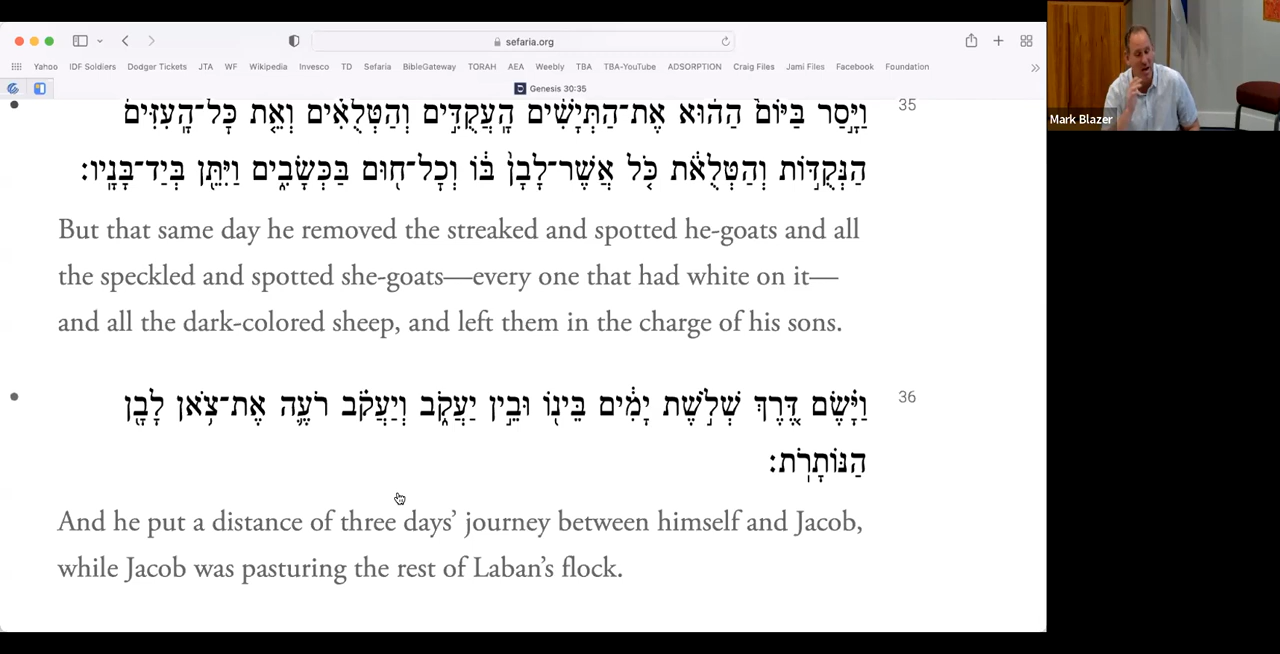 sefaria.org
Yahoo IDF Soldiers Dodger Tickets JTA WF Wikipedia Invesco TD Sefaria BibleGateway TORAH AEA Weebly TBA TBA-YouTube ADSORPTION Craig Files Jami Files Facebook Foundation
Genesis 30:35
Mark Blazer
35
וַיָּ֣סַר בַּיּוֹם֩ הַה֨וּא אֶת־הַתְּיָשִׁ֜ים הָֽעֲקֻדִּ֣ים וְהַטְּלֻאִ֗ים וְאֵ֤ת כׇּל־הָֽעִזִּים֙
הַנְּקֻדּ֣וֹת וְהַטְּלֻאֹ֔ת כֹּ֤ל אֲשֶׁר־לָבָן֙ בּ֔וֹ וְכׇל־ח֖וּם בַּכְּשָׂבִ֑ים וַיִּתֵּ֖ן בְּיַד־בָּנָֽיו׃
But that same day he removed the streaked and spotted he-goats and all
the speckled and spotted she-goats—every one that had white on it—
and all the dark-colored sheep, and left them in the charge of his sons.
36
וַיָּ֗שֶׂם דֶּ֚רֶךְ שְׁלֹ֣שֶׁת יָמִ֔ים בֵּינ֖וֹ וּבֵ֣ין יַעֲקֹ֑ב וְיַעֲקֹ֗ב רֹעֶ֛ה אֶת־צֹ֥אן לָבָ֖ן
הַנּוֹתָרֹֽת׃
And he put a distance of three days’ journey between himself and Jacob,
while Jacob was pasturing the rest of Laban’s flock.